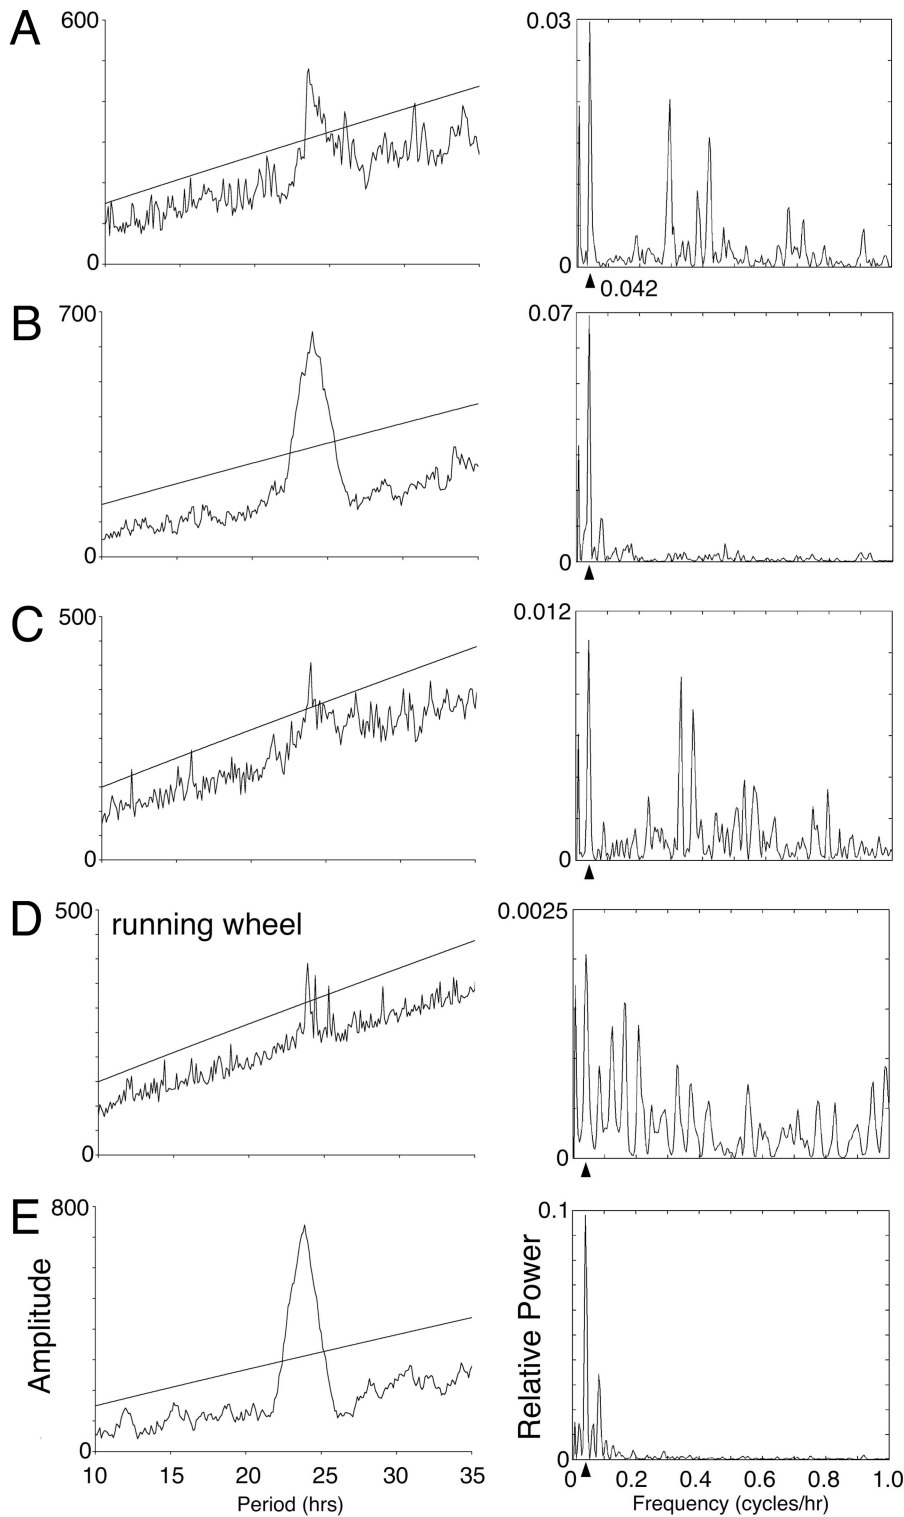 A
600
0
0.03
0
0.042
B
700
0
0.07
0
C
500
0
0.012
0
D
500
running wheel
0
0.0025
0
E
800
Amplitude
0
10 15 20 25 30 35
Period (hrs)
0.1
Relative Power
0
0 0.2 0.4 0.6 0.8 1.0
Frequency (cycles/hr)